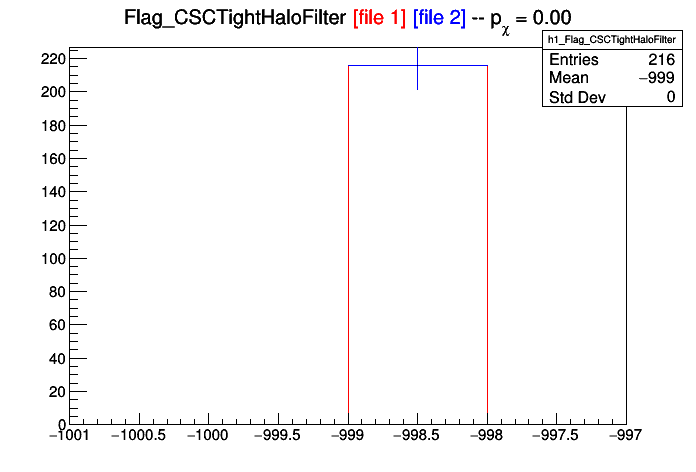 Flag_CSCTightHaloFilter [file 1] [file 2] -- pχ = 0.00
h1_Flag_CSCTightHaloFilter
Entries 216
Mean −999
Std Dev 0
220
200
180
160
140
120
100
80
60
40
20
0
−1001 −1000.5 −1000 −999.5 −999 −998.5 −998 −997.5 −997